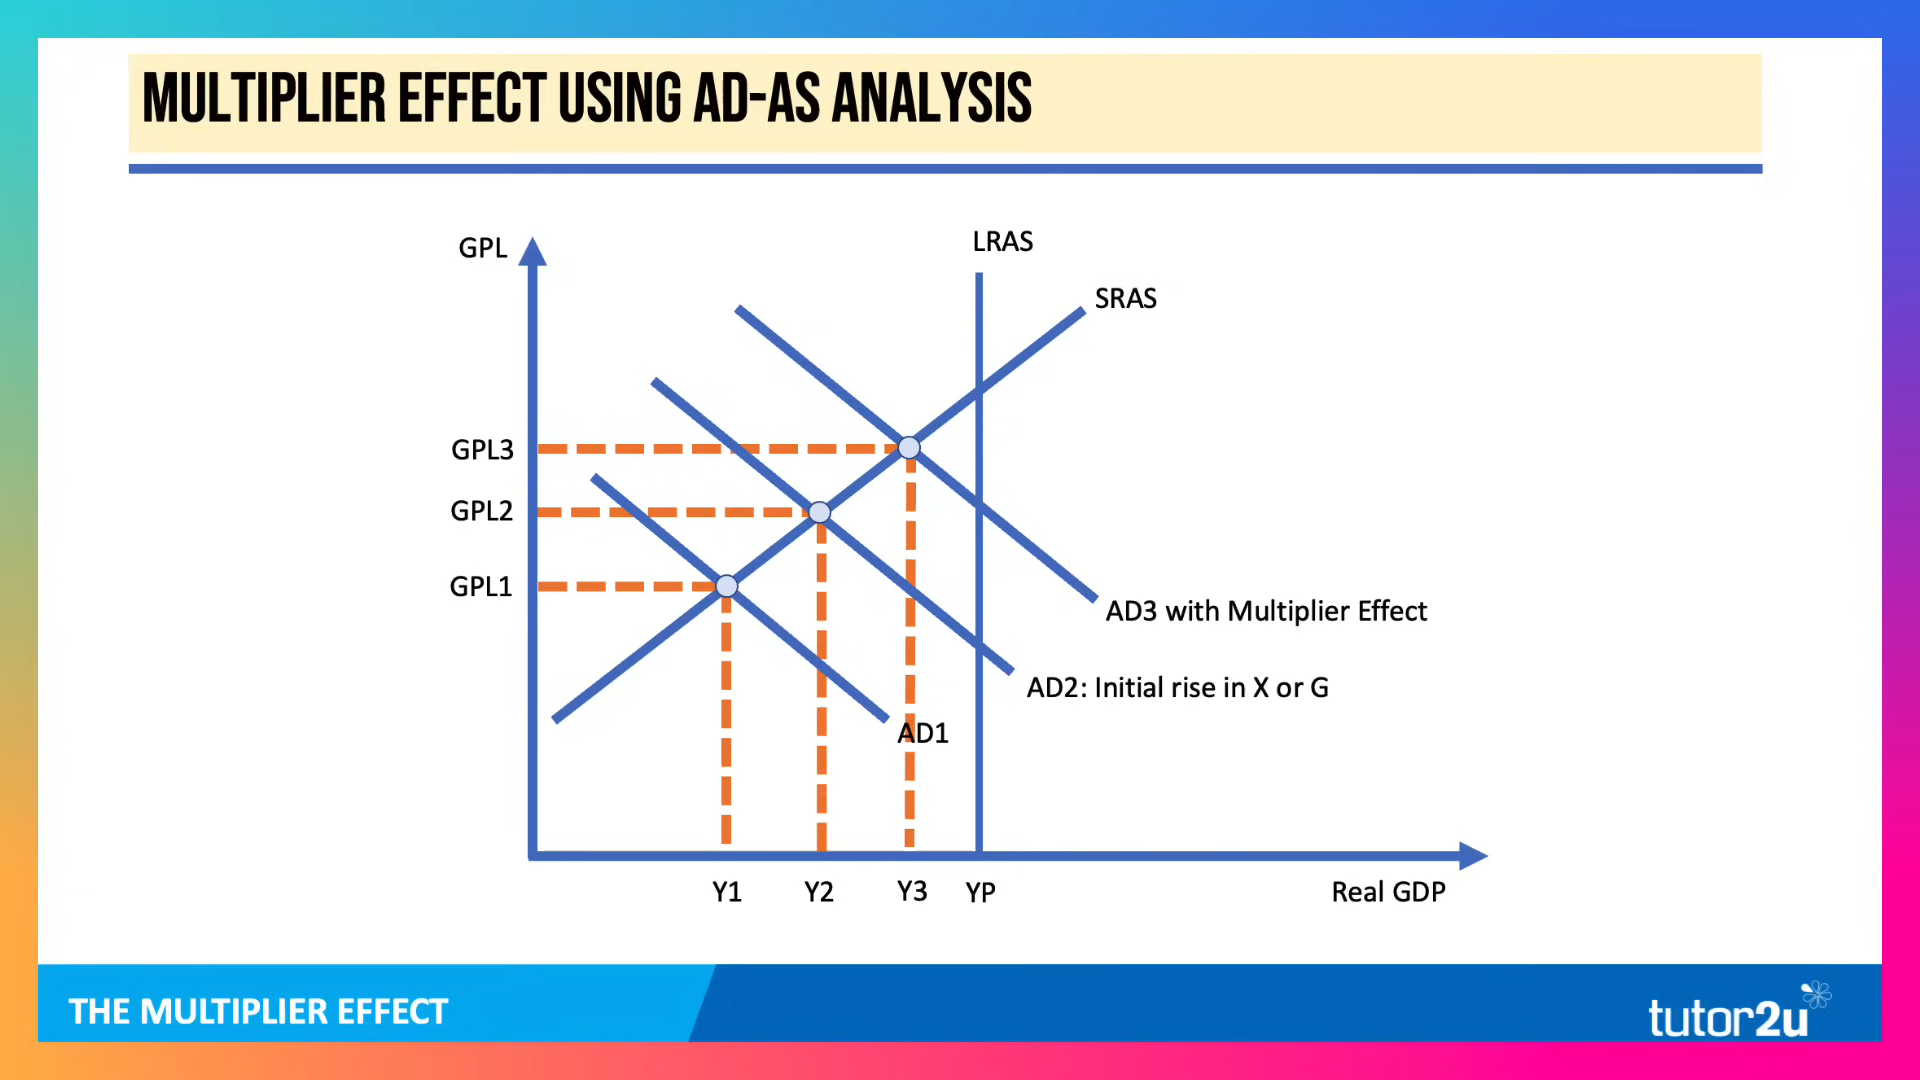 MULTIPLIER EFFECT USING AD-AS ANALYSIS
GPL
LRAS
SRAS
GPL3
GPL2
GPL1
AD3 with Multiplier Effect
AD2: Initial rise in X or G
AD1
Y1
Y2
Y3
YP
Real GDP
THE MULTIPLIER EFFECT
tutor2u